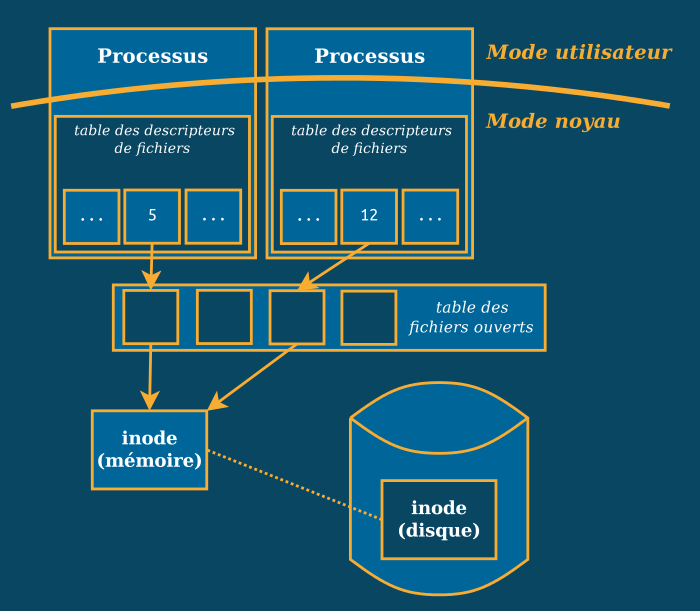 Processus
Processus
Mode utilisateur
Mode noyau
table des descripteurs
de fichiers
table des descripteurs
de fichiers
...
5
...
...
12
...
table des
fichiers ouverts
inode
(mémoire)
inode
(disque)